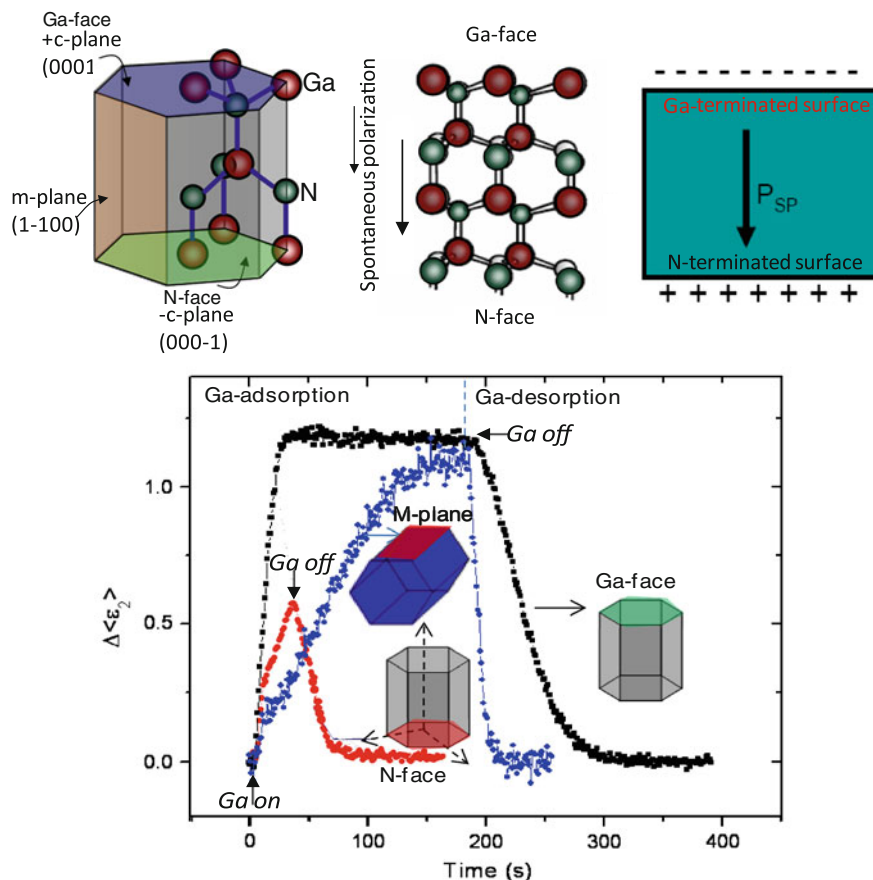 Ga-face
+c-plane
(0001
Ga
m-plane
(1-100)
N
N-face
-c-plane
(000-1)
Spontaneous polarization
Ga-face
N-face
- - - - - - - - -
Ga-terminated surface
P_SP
N-terminated surface
+ + + + + + +
Ga-adsorption
Ga-desorption
Ga off
M-plane
Ga off
Ga-face
N-face
Ga on
Δ<ε₂>
1.0
0.5
0.0
0
100
200
300
400
Time (s)